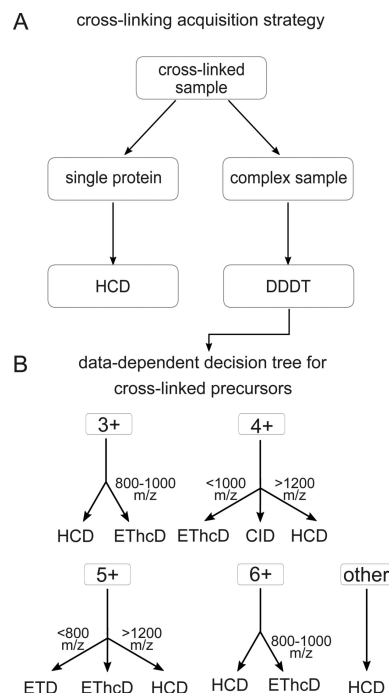 A cross-linking acquisition strategy
cross-linked
sample
single protein
complex sample
HCD
DDDT
B data-dependent decision tree for
cross-linked precursors
3+
4+
800-1000
m/z
<1000
m/z
>1200
m/z
HCD EThcD
EThcD CID HCD
5+
6+
other
<800
m/z
>1200
m/z
800-1000
m/z
ETD EThcD HCD
HCD EThcD
HCD